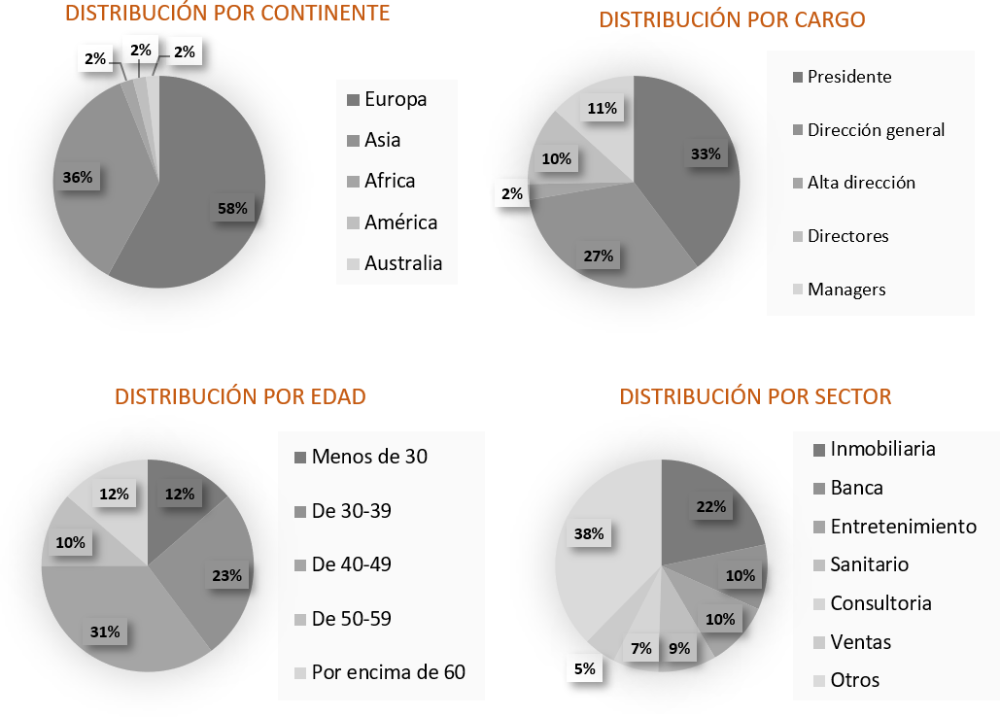 DISTRIBUCIÓN POR CONTINENTE
2%
2%
2%
36%
58%
Europa
Asia
Africa
América
Australia
DISTRIBUCIÓN POR CARGO
11%
33%
10%
2%
27%
Presidente
Dirección general
Alta dirección
Directores
Managers
DISTRIBUCIÓN POR EDAD
12%
12%
10%
23%
31%
Menos de 30
De 30-39
De 40-49
De 50-59
Por encima de 60
DISTRIBUCIÓN POR SECTOR
22%
38%
10%
10%
7%
9%
5%
Inmobiliaria
Banca
Entretenimiento
Sanitario
Consultoria
Ventas
Otros